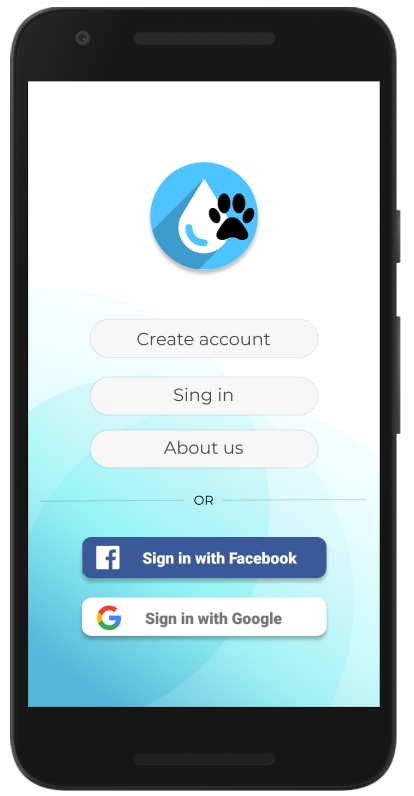 Create account
Sing in
About us
OR
Sign in with Facebook
Sign in with Google